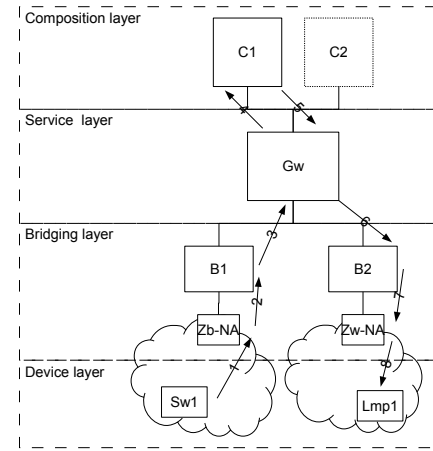 Composition layer
C1
C2
4
5
Service layer
Gw
3
6
Bridging layer
B1
B2
2
7
Zb-NA
Zw-NA
1
8
Device layer
Sw1
Lmp1